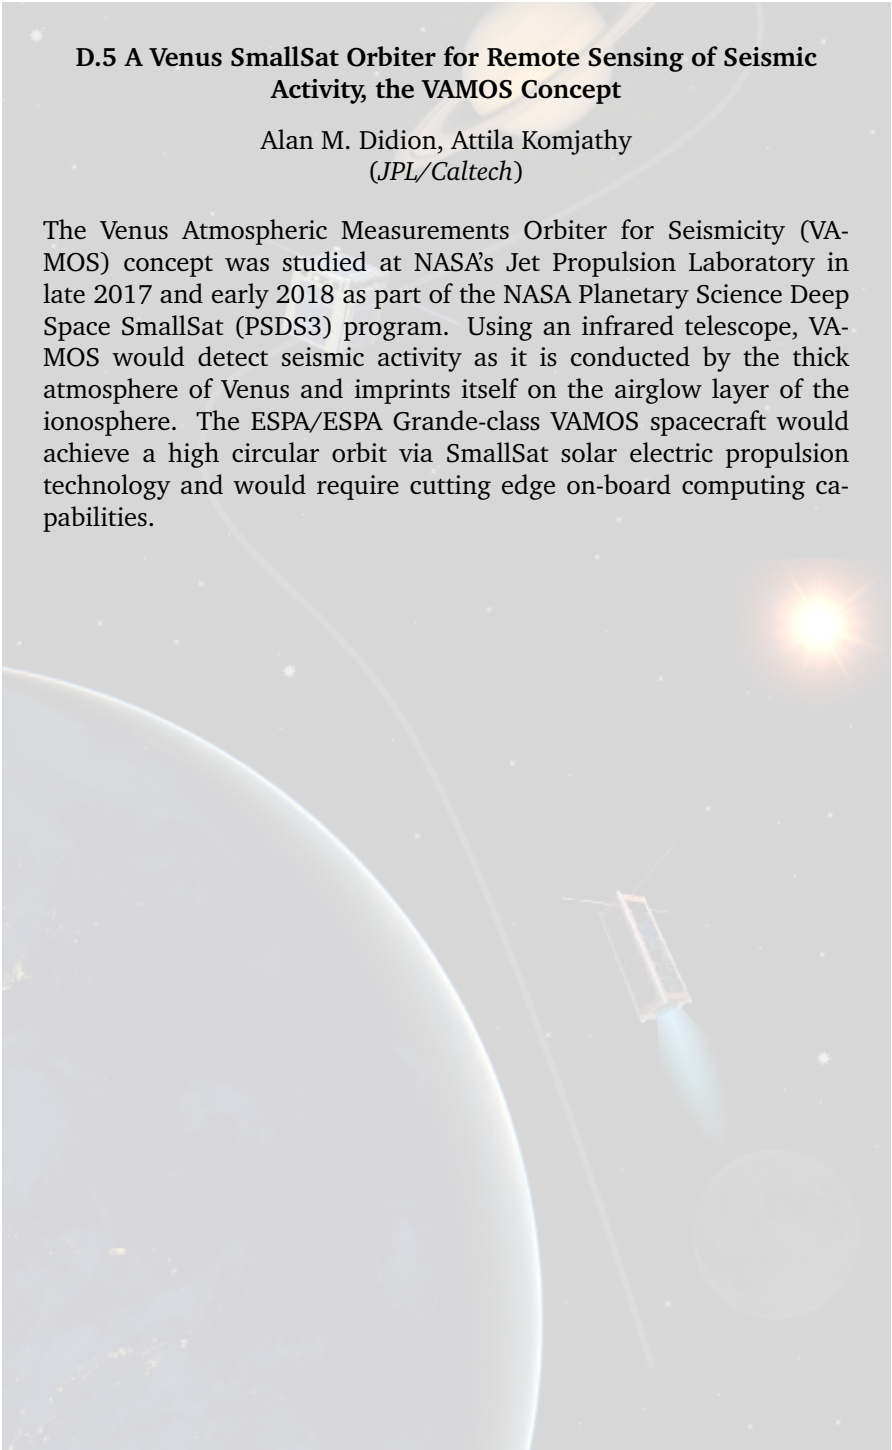 D.5 A Venus SmallSat Orbiter for Remote Sensing of Seismic
Activity, the VAMOS Concept
Alan M. Didion, Attila Komjathy
(JPL/Caltech)
The Venus Atmospheric Measurements Orbiter for Seismicity (VA-
MOS) concept was studied at NASA’s Jet Propulsion Laboratory in
late 2017 and early 2018 as part of the NASA Planetary Science Deep
Space SmallSat (PSDS3) program. Using an infrared telescope, VA-
MOS would detect seismic activity as it is conducted by the thick
atmosphere of Venus and imprints itself on the airglow layer of the
ionosphere. The ESPA/ESPA Grande-class VAMOS spacecraft would
achieve a high circular orbit via SmallSat solar electric propulsion
technology and would require cutting edge on-board computing ca-
pabilities.